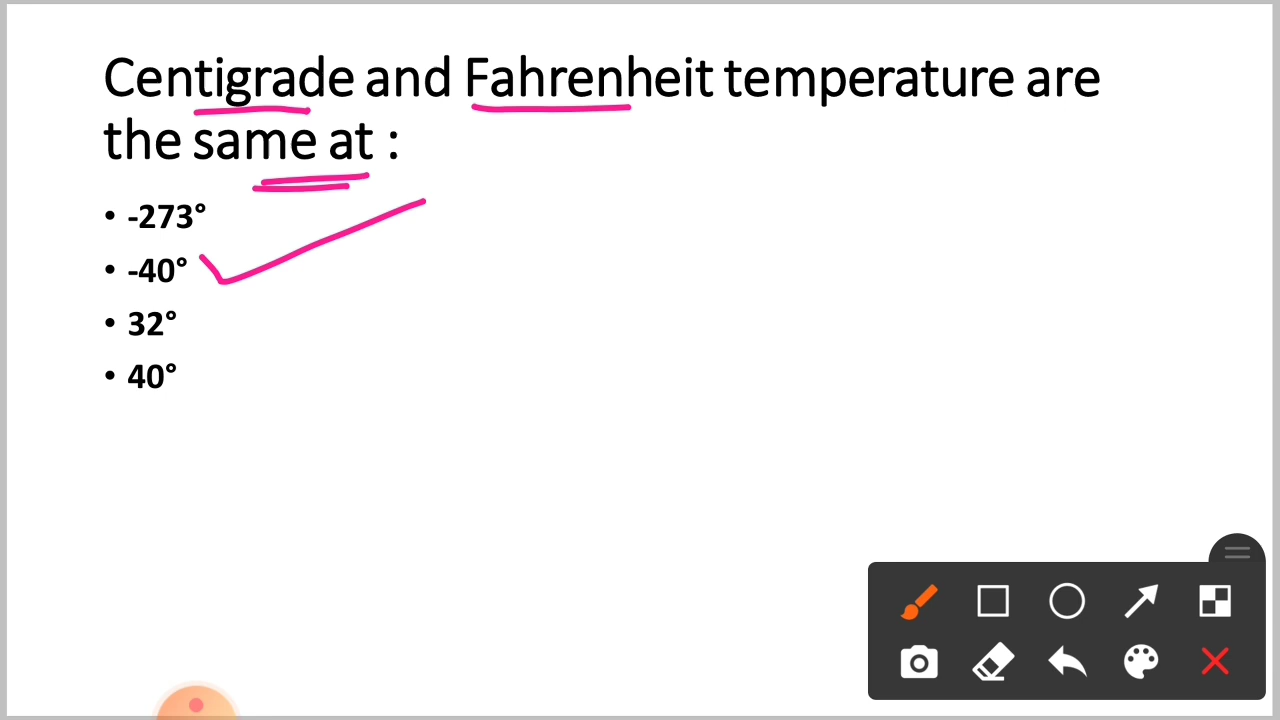 Centigrade and Fahrenheit temperature are
the same at :
• -273°
• -40°
• 32°
• 40°